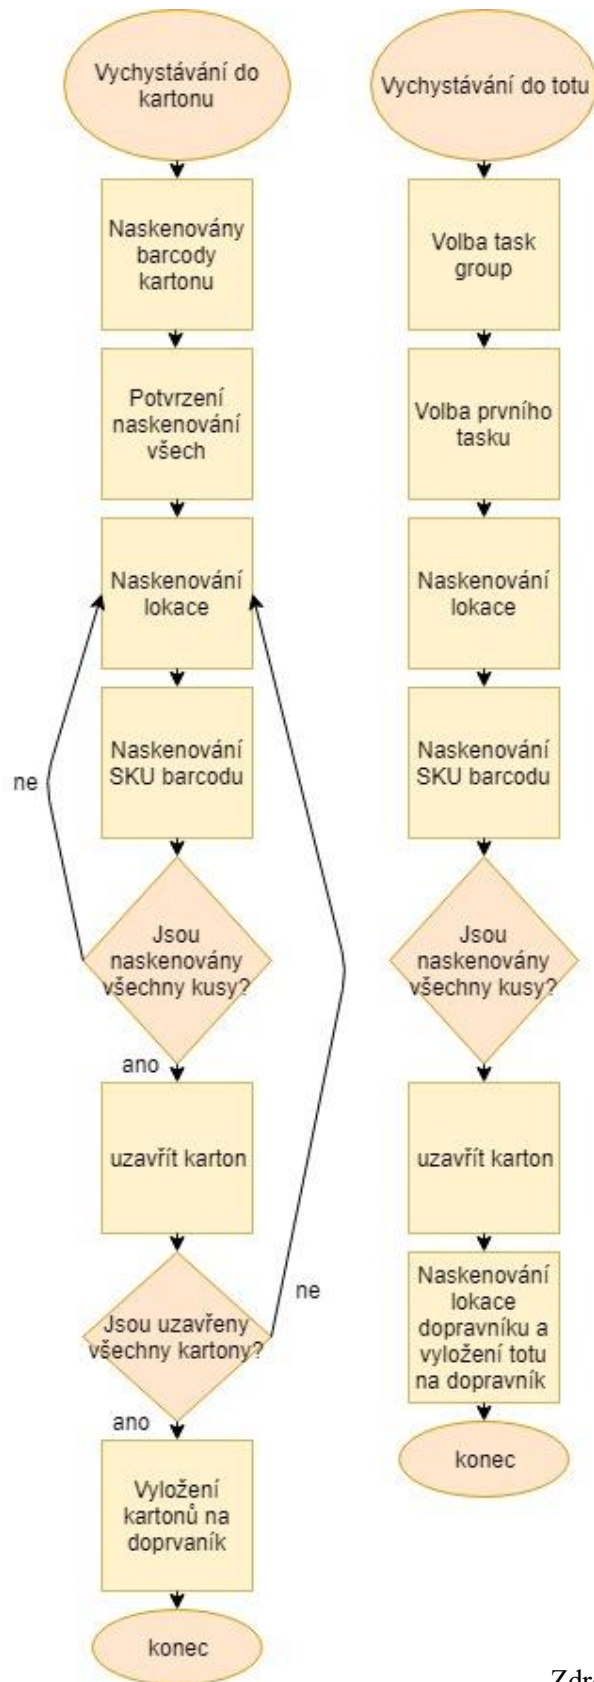 Vychystávání do
kartonu
Naskenovány
barcody
kartonu
Potvrzení
naskenování
všech
Naskenování
lokace
Naskenování
SKU barcodu
ne
Jsou
naskenovány
všechny kusy?
ano
uzavřít karton
ne
Jsou uzavřeny
všechny kartony?
ano
Vyložení
kartonů na
doprvaník
konec
Vychystávání do totu
Volba task
group
Volba prvního
tasku
Naskenování
lokace
Naskenování
SKU barcodu
Jsou
naskenovány
všechny kusy?
uzavřít karton
Naskenování
lokace
dopravníku a
vyložení totu
na dopravník
konec